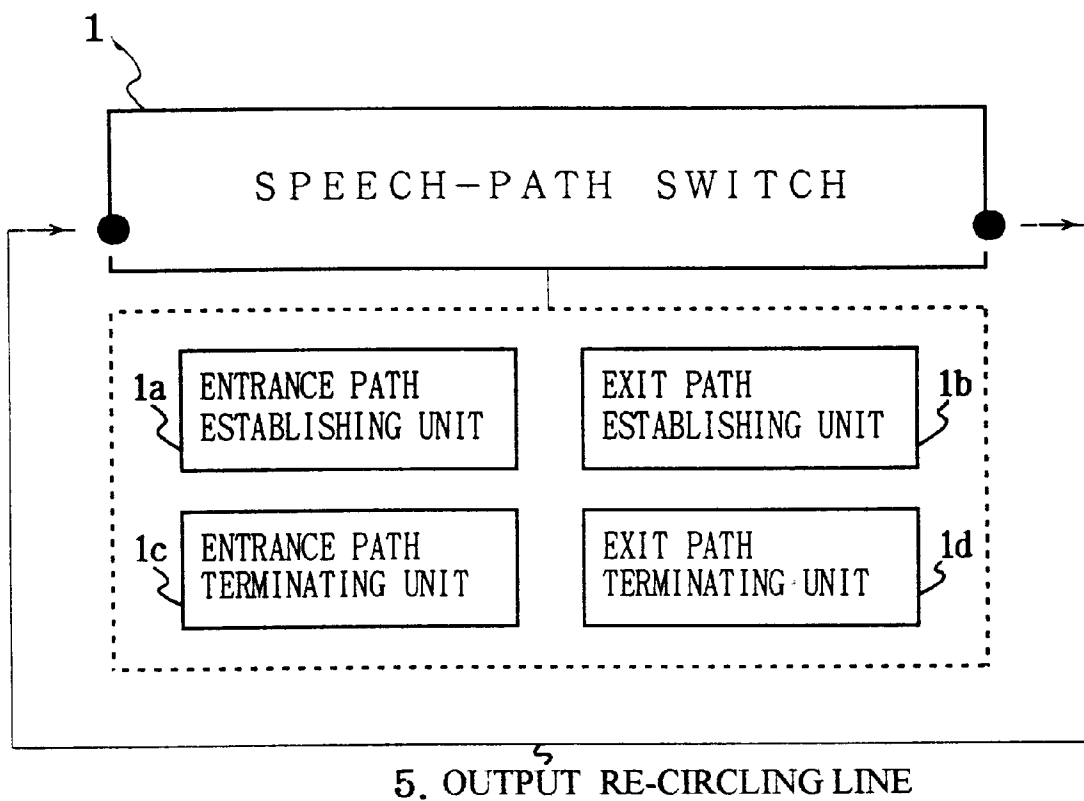 1
SPEECH-PATH SWITCH
1a
ENTRANCE PATH
ESTABLISHING UNIT
EXIT PATH
ESTABLISHING UNIT
1b
1c
ENTRANCE PATH
TERMINATING UNIT
EXIT PATH
TERMINATING UNIT
1d
5. OUTPUT RE-CIRCLING LINE